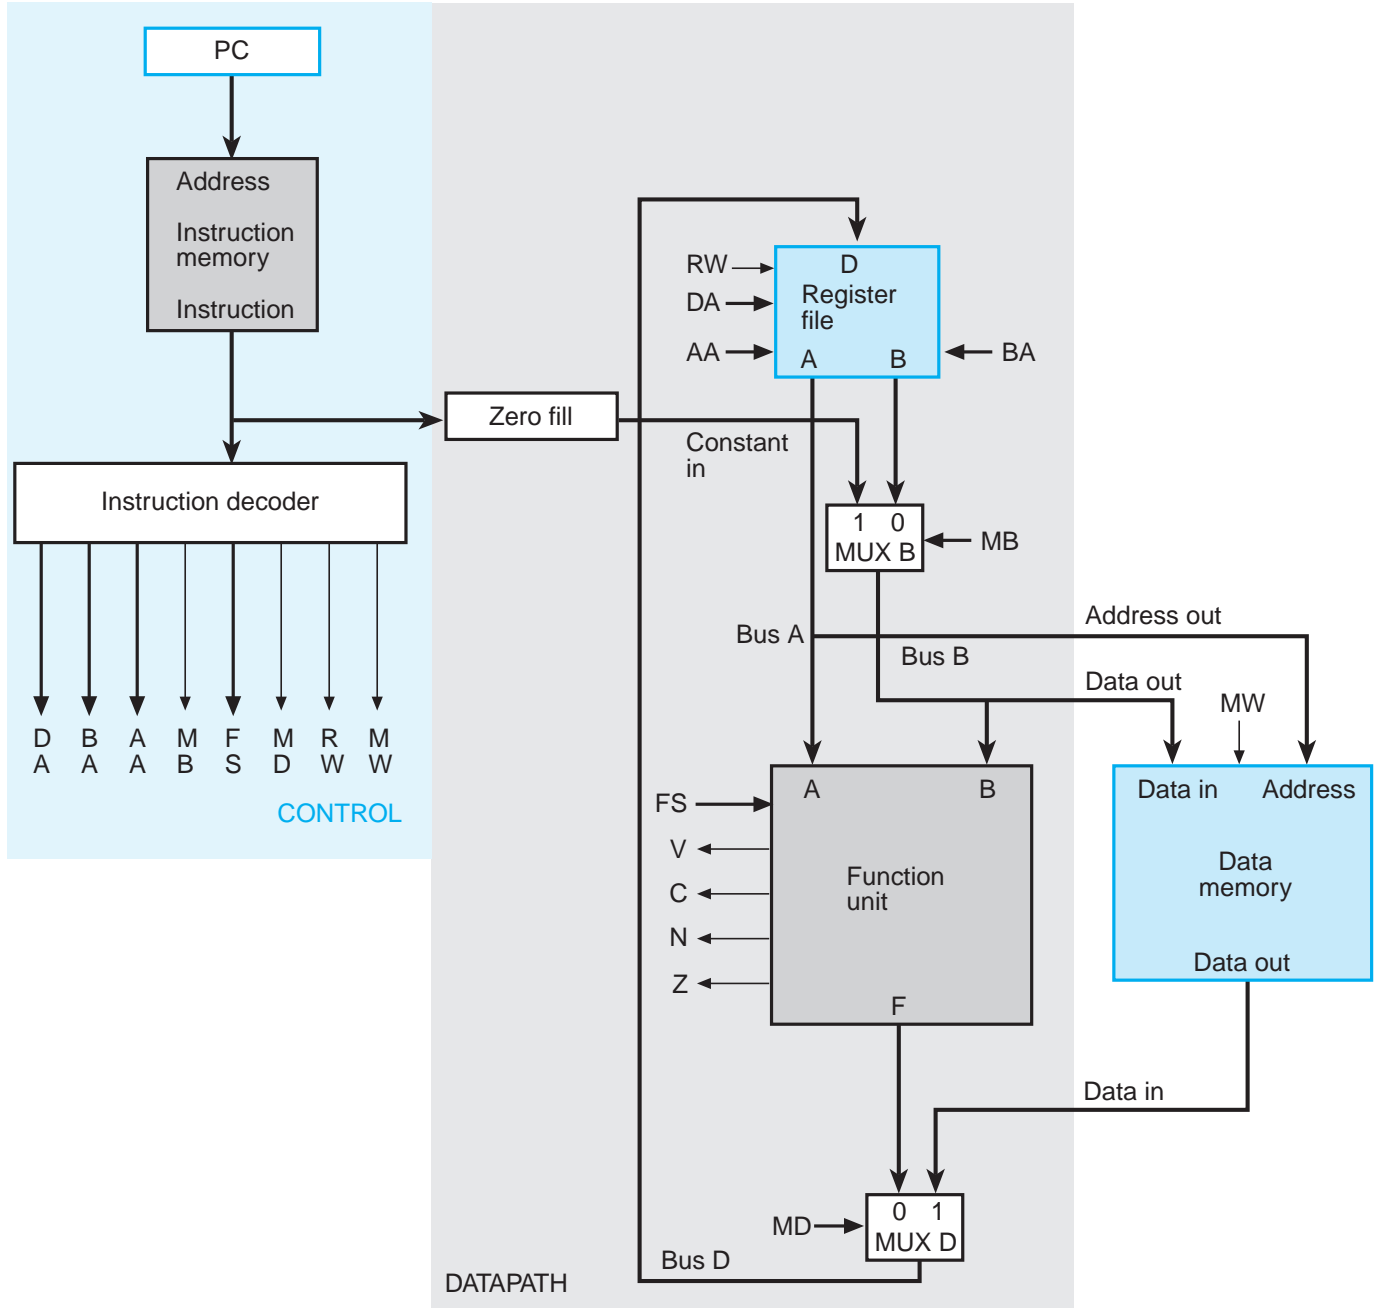 PC
Address
Instruction
memory
Instruction
Instruction decoder
D A
B A
A A
M B
F S
M D
R W
M W
CONTROL
Zero fill
Constant
in
RW
DA
AA
D
Register
file
A B
BA
1 0
MUX B
MB
Bus A
Bus B
Address out
Data out
MW
A B
FS
V
C
N
Z
Function
unit
F
Data in Address
Data
memory
Data out
Data in
MD
0 1
MUX D
Bus D
DATAPATH